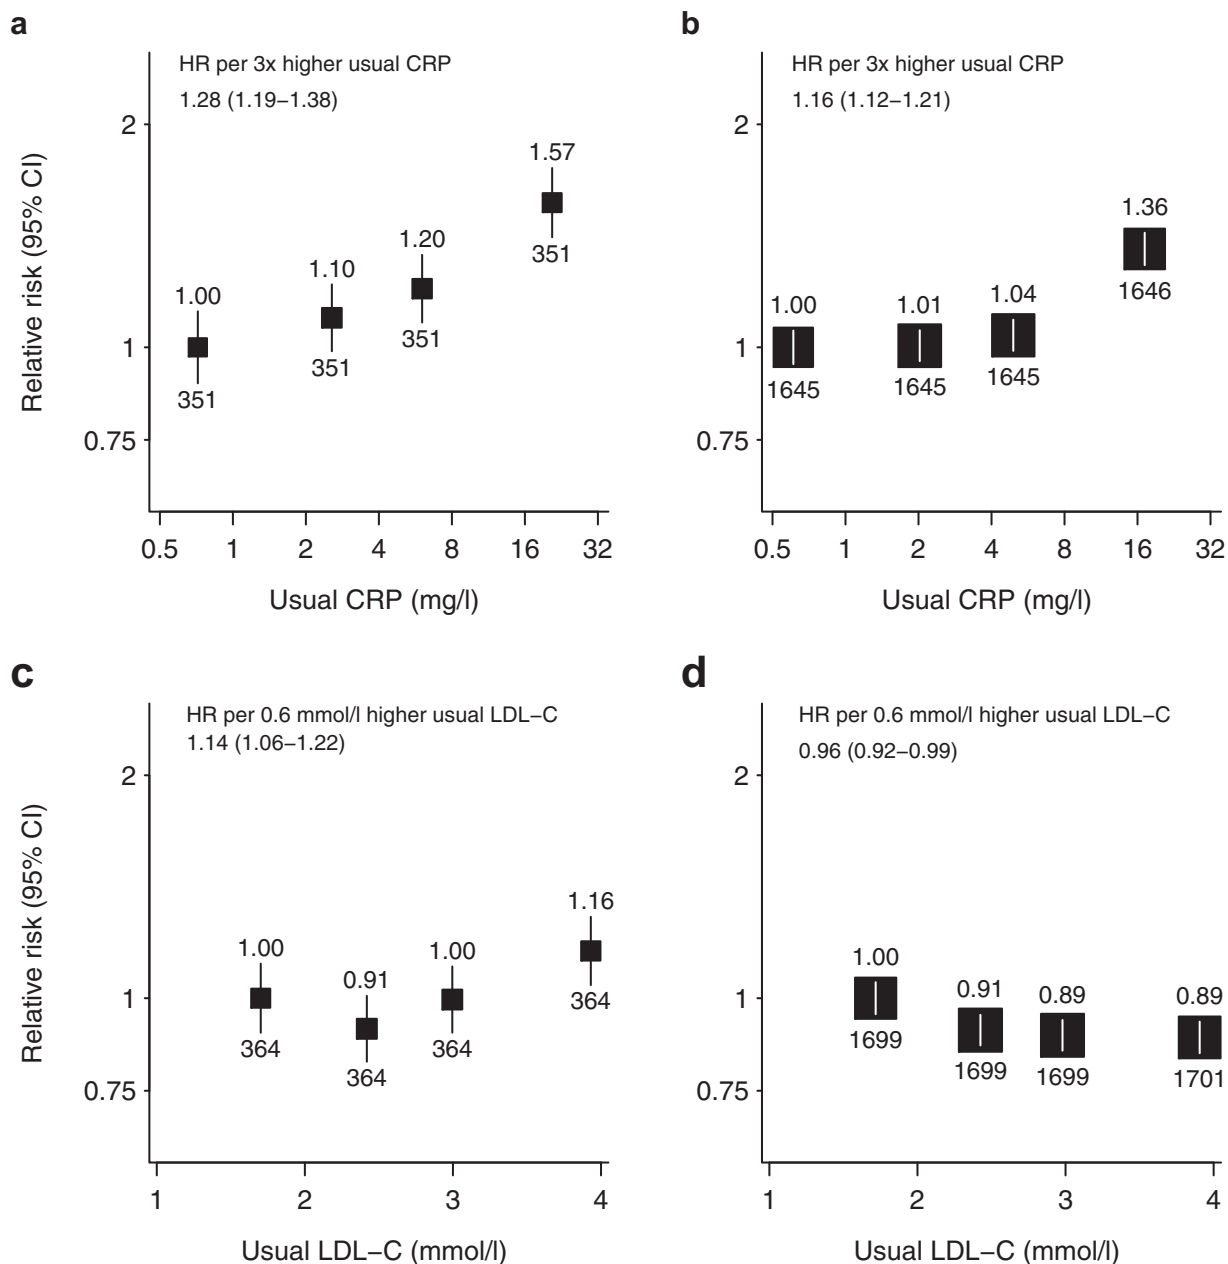 a
HR per 3x higher usual CRP
1.28 (1.19–1.38)
Relative risk (95% CI)
2
1
0.75
1.00
351
1.10
351
1.20
351
1.57
351
0.5 1 2 4 8 16 32
Usual CRP (mg/l)
b
HR per 3x higher usual CRP
1.16 (1.12–1.21)
2
1
0.75
1.00
1645
1.01
1645
1.04
1645
1.36
1646
0.5 1 2 4 8 16 32
Usual CRP (mg/l)
c
HR per 0.6 mmol/l higher usual LDL–C
1.14 (1.06–1.22)
Relative risk (95% CI)
2
1
0.75
1.00
364
0.91
364
1.00
364
1.16
364
1 2 3 4
Usual LDL–C (mmol/l)
d
HR per 0.6 mmol/l higher usual LDL–C
0.96 (0.92–0.99)
2
1
0.75
1.00
1699
0.91
1699
0.89
1699
0.89
1701
1 2 3 4
Usual LDL–C (mmol/l)